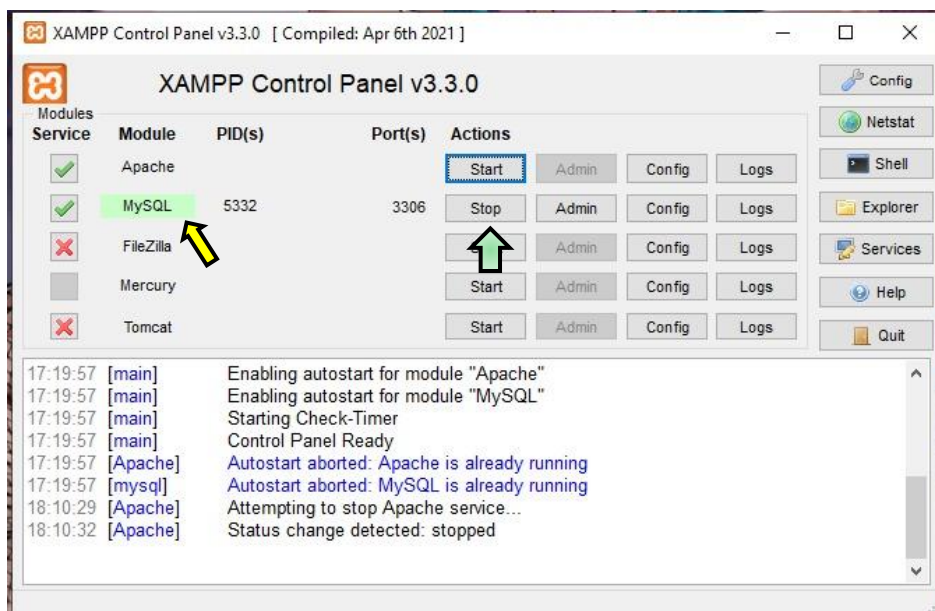 XAMPP Control Panel v3.3.0 [ Compiled: Apr 6th 2021 ]
XAMPP Control Panel v3.3.0
Config
Modules
Service Module PID(s) Port(s) Actions
Netstat
Apache Start Admin Config Logs
Shell
MySQL 5332 3306 Stop Admin Config Logs
Explorer
FileZilla Admin Config Logs
Services
Mercury Start Admin Config Logs
Help
Tomcat Start Admin Config Logs
Quit
17:19:57 [main] Enabling autostart for module "Apache"
17:19:57 [main] Enabling autostart for module "MySQL"
17:19:57 [main] Starting Check-Timer
17:19:57 [main] Control Panel Ready
17:19:57 [Apache] Autostart aborted: Apache is already running
17:19:57 [mysql] Autostart aborted: MySQL is already running
18:10:29 [Apache] Attempting to stop Apache service...
18:10:32 [Apache] Status change detected: stopped